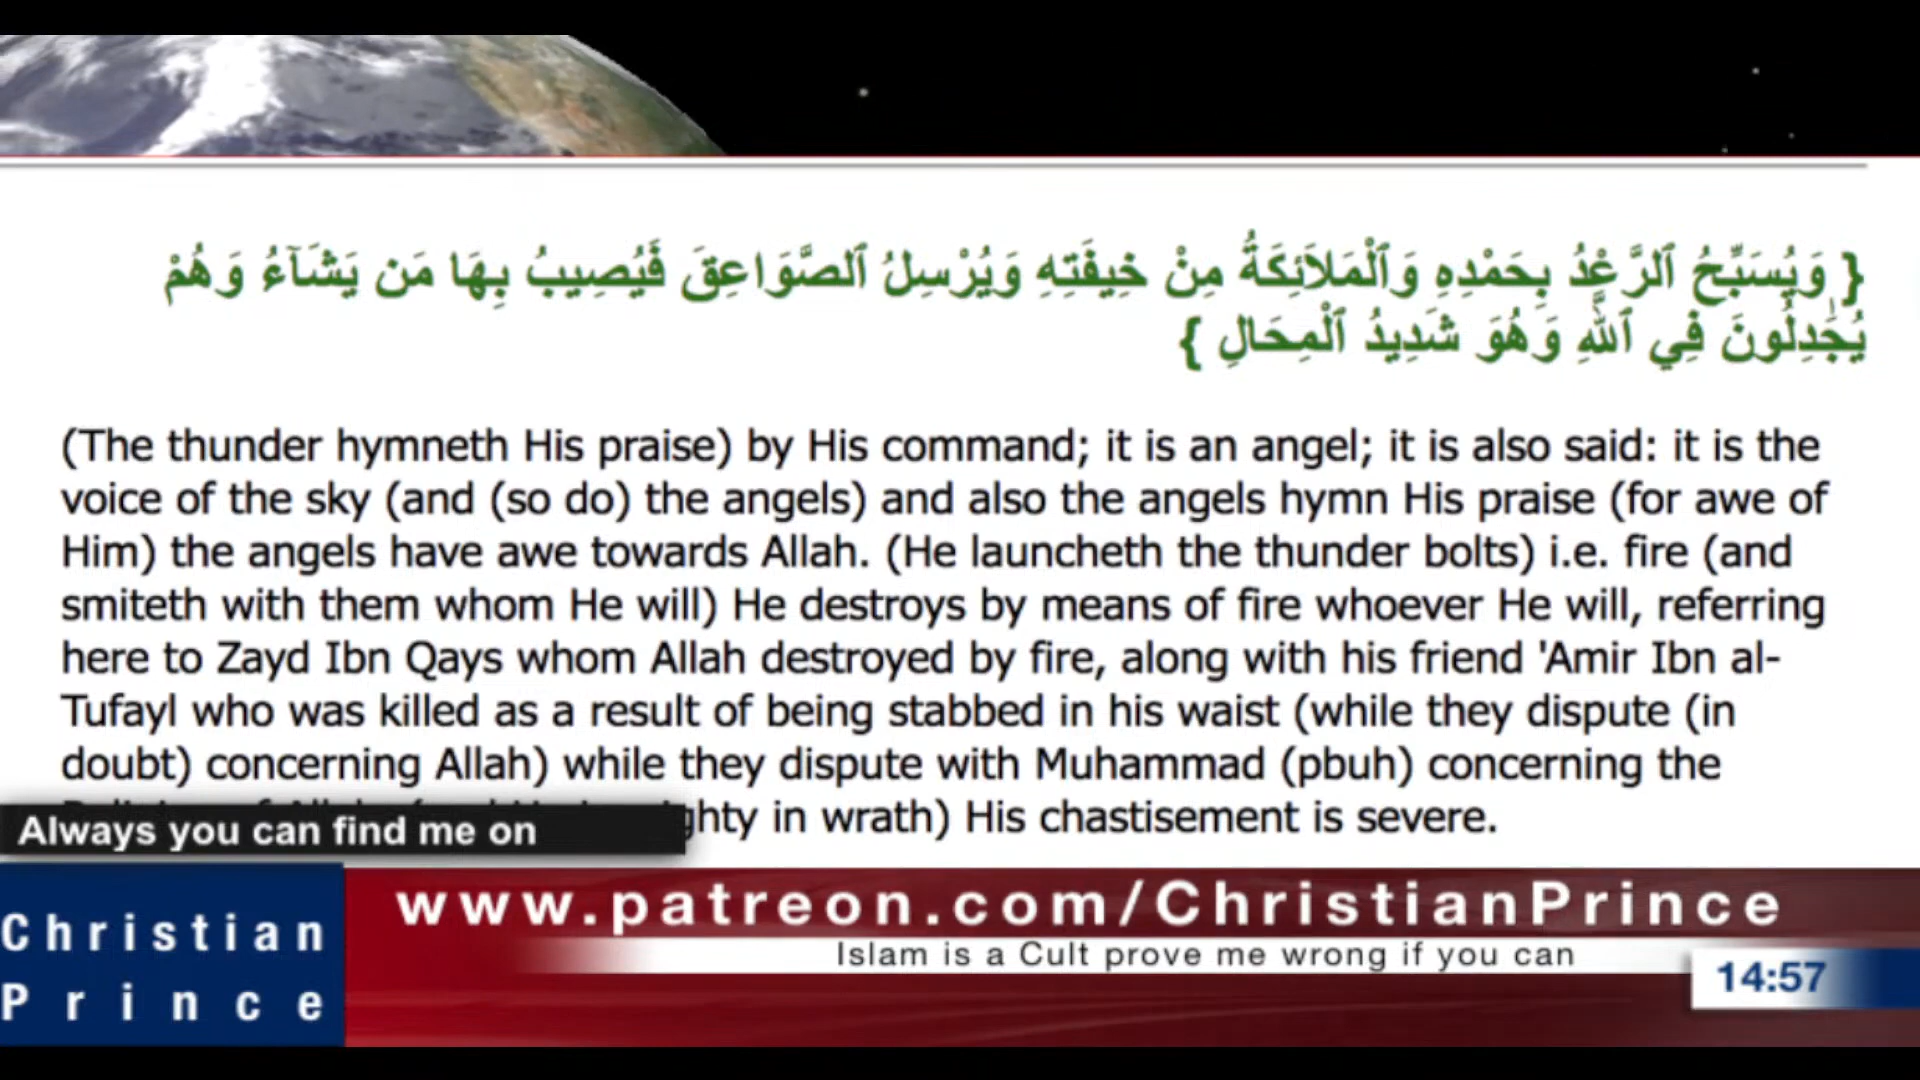 { وَيُسَبِّحُ ٱلرَّعْدُ بِحَمْدِهِ وَٱلْمَلاَئِكَةُ مِنْ خِيفَتِهِ وَيُرْسِلُ ٱلصَّوَاعِقَ فَيُصِيبُ بِهَا مَن يَشَآءُ وَهُمْ
يُجَٰدِلُونَ فِي ٱللَّهِ وَهُوَ شَدِيدُ ٱلْمِحَالِ }
(The thunder hymneth His praise) by His command; it is an angel; it is also said: it is the
voice of the sky (and (so do) the angels) and also the angels hymn His praise (for awe of
Him) the angels have awe towards Allah. (He launcheth the thunder bolts) i.e. fire (and
smiteth with them whom He will) He destroys by means of fire whoever He will, referring
here to Zayd Ibn Qays whom Allah destroyed by fire, along with his friend 'Amir Ibn al-
Tufayl who was killed as a result of being stabbed in his waist (while they dispute (in
doubt) concerning Allah) while they dispute with Muhammad (pbuh) concerning the
in wrath) His chastisement is severe.
Always you can find me on
www.patreon.com/ChristianPrince
Christian
Prince
Islam is a Cult prove me wrong if you can
14:57